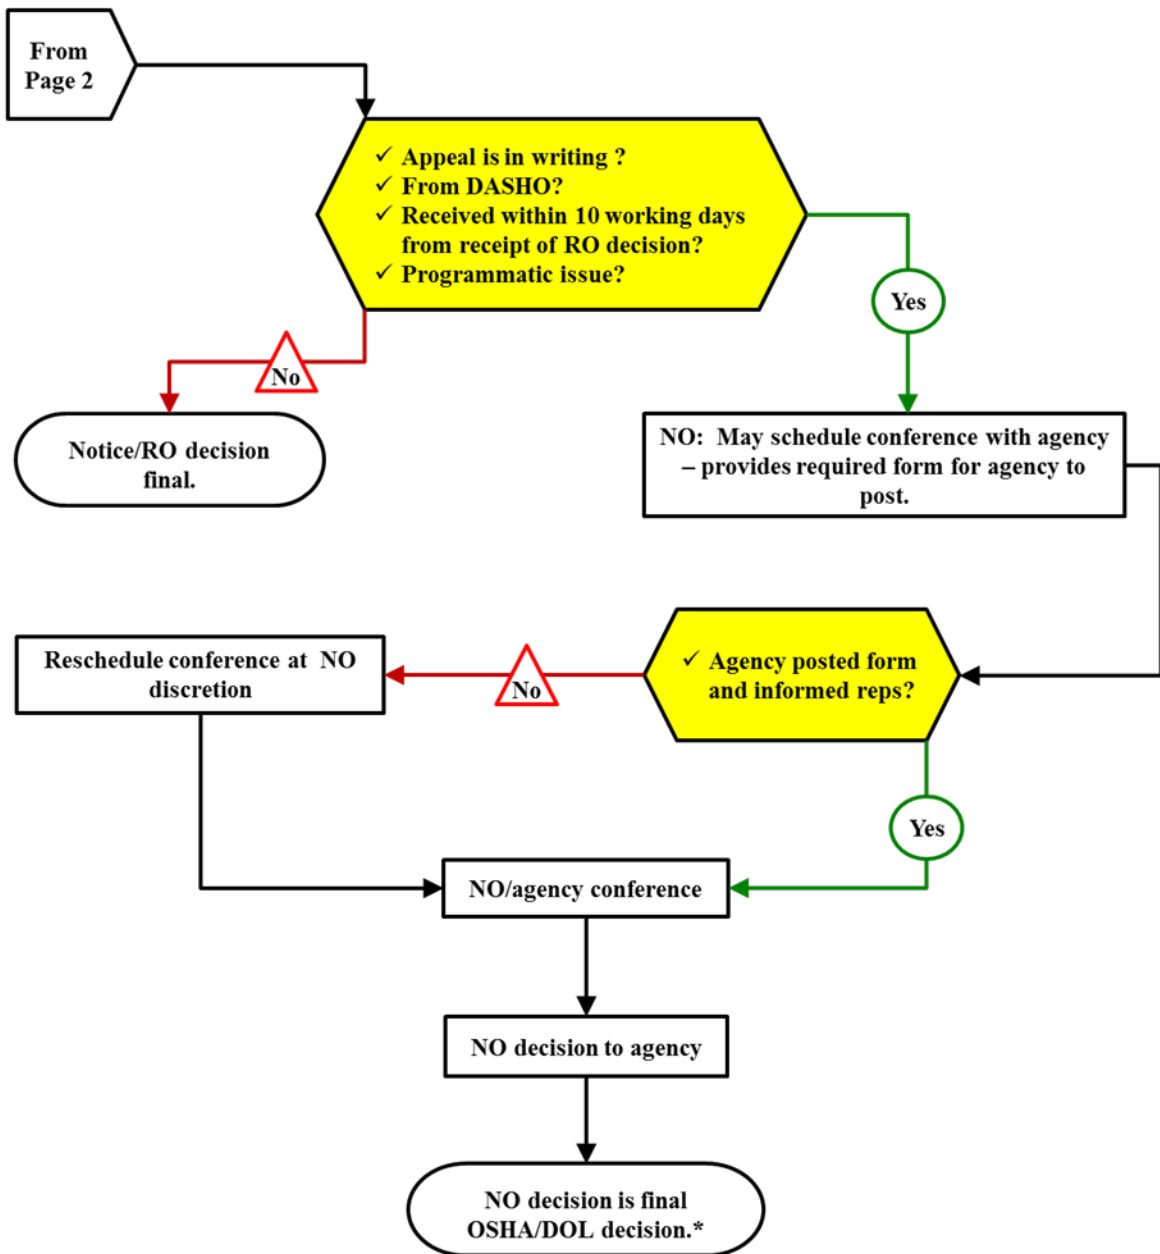 From
Page 2
✓ Appeal is in writing ?
✓ From DASHO?
✓ Received within 10 working days
from receipt of RO decision?
✓ Programmatic issue?
Yes
No
Notice/RO decision
final.
NO: May schedule conference with agency
– provides required form for agency to
post.
Reschedule conference at NO
discretion
No
✓ Agency posted form
and informed reps?
Yes
NO/agency conference
NO decision to agency
NO decision is final
OSHA/DOL decision.*